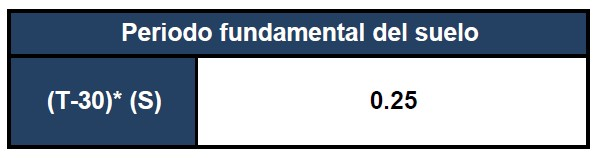 Periodo fundamental del suelo
(T-30)* (S) 0.25